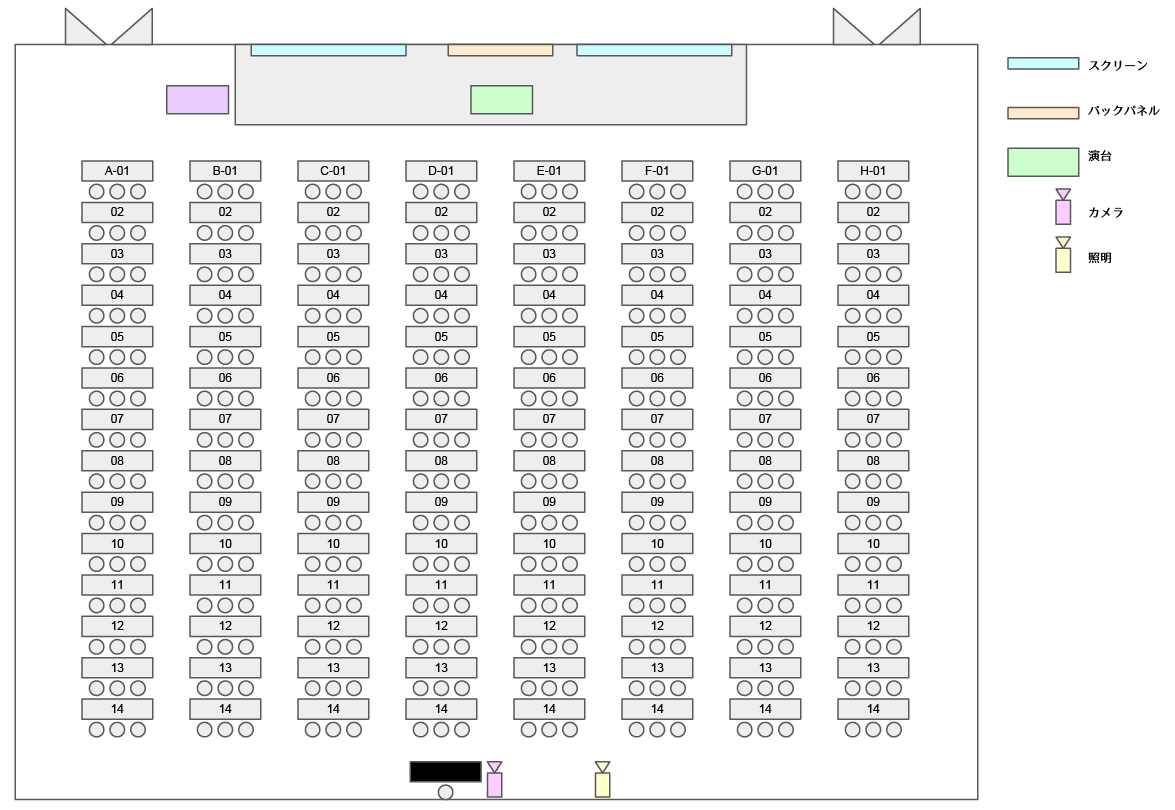 スクリーン
バックパネル
演台
カメラ
照明
A-01 B-01 C-01 D-01 E-01 F-01 G-01 H-01
02 02 02 02 02 02 02 02
03 03 03 03 03 03 03 03
04 04 04 04 04 04 04 04
05 05 05 05 05 05 05 05
06 06 06 06 06 06 06 06
07 07 07 07 07 07 07 07
08 08 08 08 08 08 08 08
09 09 09 09 09 09 09 09
10 10 10 10 10 10 10 10
11 11 11 11 11 11 11 11
12 12 12 12 12 12 12 12
13 13 13 13 13 13 13 13
14 14 14 14 14 14 14 14